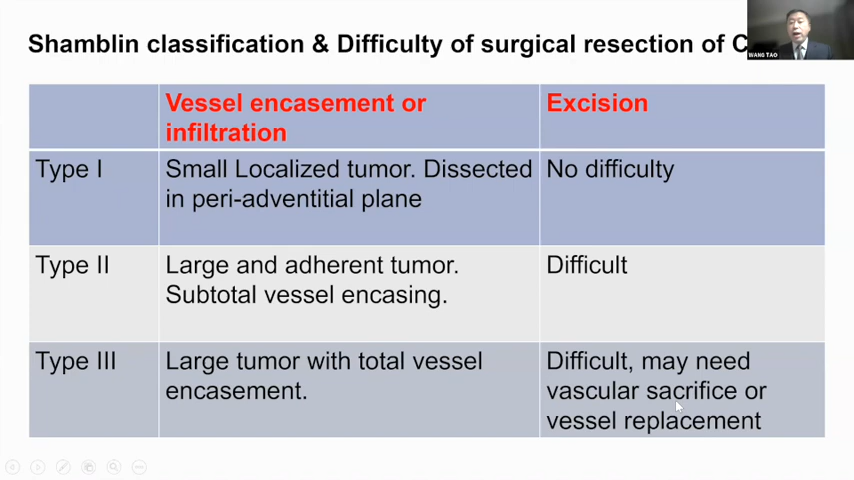 Shamblin classification & Difficulty of surgical resection of C
WANG TAO
Vessel encasement or
infiltration
Excision
Type I
Small Localized tumor. Dissected
in peri-adventitial plane
No difficulty
Type II
Large and adherent tumor.
Subtotal vessel encasing.
Difficult
Type III
Large tumor with total vessel
encasement.
Difficult, may need
vascular sacrifice or
vessel replacement